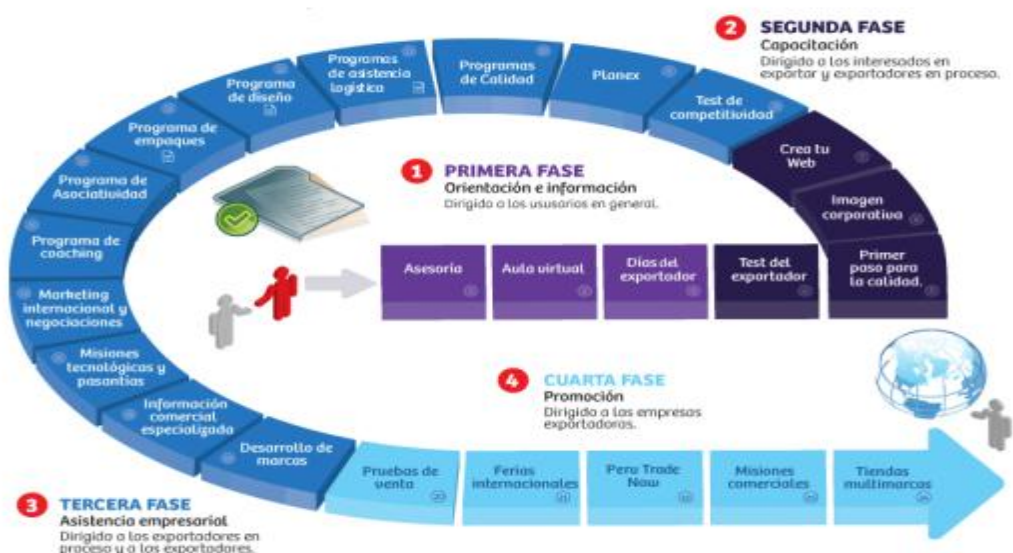 1 PRIMERA FASE
Orientación e información
Dirigido a los ususarios en general.
Asesoría
Aula virtual
Días del
exportador
Test del
exportador
Primer
paso para
la calidad.
Imagen
corporativa
Crea tu
Web
2 SEGUNDA FASE
Capacitación
Dirigido a los interesados en
exportar y exportadores en proceso.
Test de
competitividad
Planex
Programas
de Calidad
Programas
de asistencia
logística
Programa
de diseño
Programa de
empaques
Programa de
Asociatividad
Programa de
coaching
Marketing
internacional y
negociaciones
Misiones
tecnológicas y
pasantías
Información
comercial
especializada
Desarrollo de
marcas
3 TERCERA FASE
Asistencia empresarial
Dirigido a los exportadores en
proceso y a los exportadores.
4 CUARTA FASE
Promoción
Dirigido a las empresas
exportadoras.
Pruebas de
venta
Ferias
internacionales
Peru Trade
Now
Misiones
comerciales
Tiendas
multimarcas